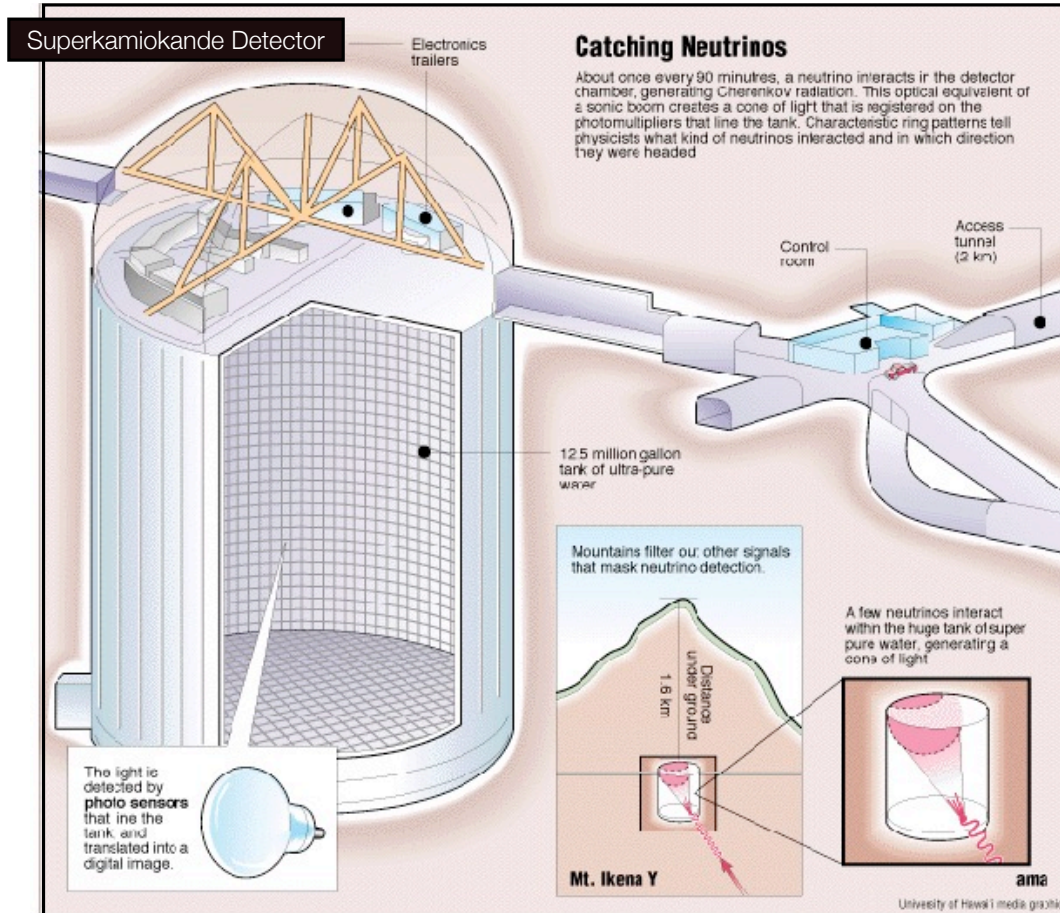 Superkamiokande Detector
Electronics
trailers
Catching Neutrinos
About once every 90 minutes, a neutrino interacts in the detector
chamber, generating Cherenkov radiation. This optical equivalent of
a sonic boom creates a cone of light that is registered on the
photomultipliers that line the tank. Characteristic ring patterns tell
physicists what kind of neutrinos interacted and in which direction
they were headed
Control
room
Access
tunnel
(2 km)
12.5 million gallon
tank of ultra-pure
water
Mountains filter out other signals
that mask neutrino detection.
Distance
under ground
1.6 km
Mt. Ikena Y
A few neutrinos interact
within the huge tank of super
pure water, generating a
cone of light
ama
The light is
detected by
photo sensors
that line the
tank, and
translated into a
digital image.
University of Hawai'i media graphi